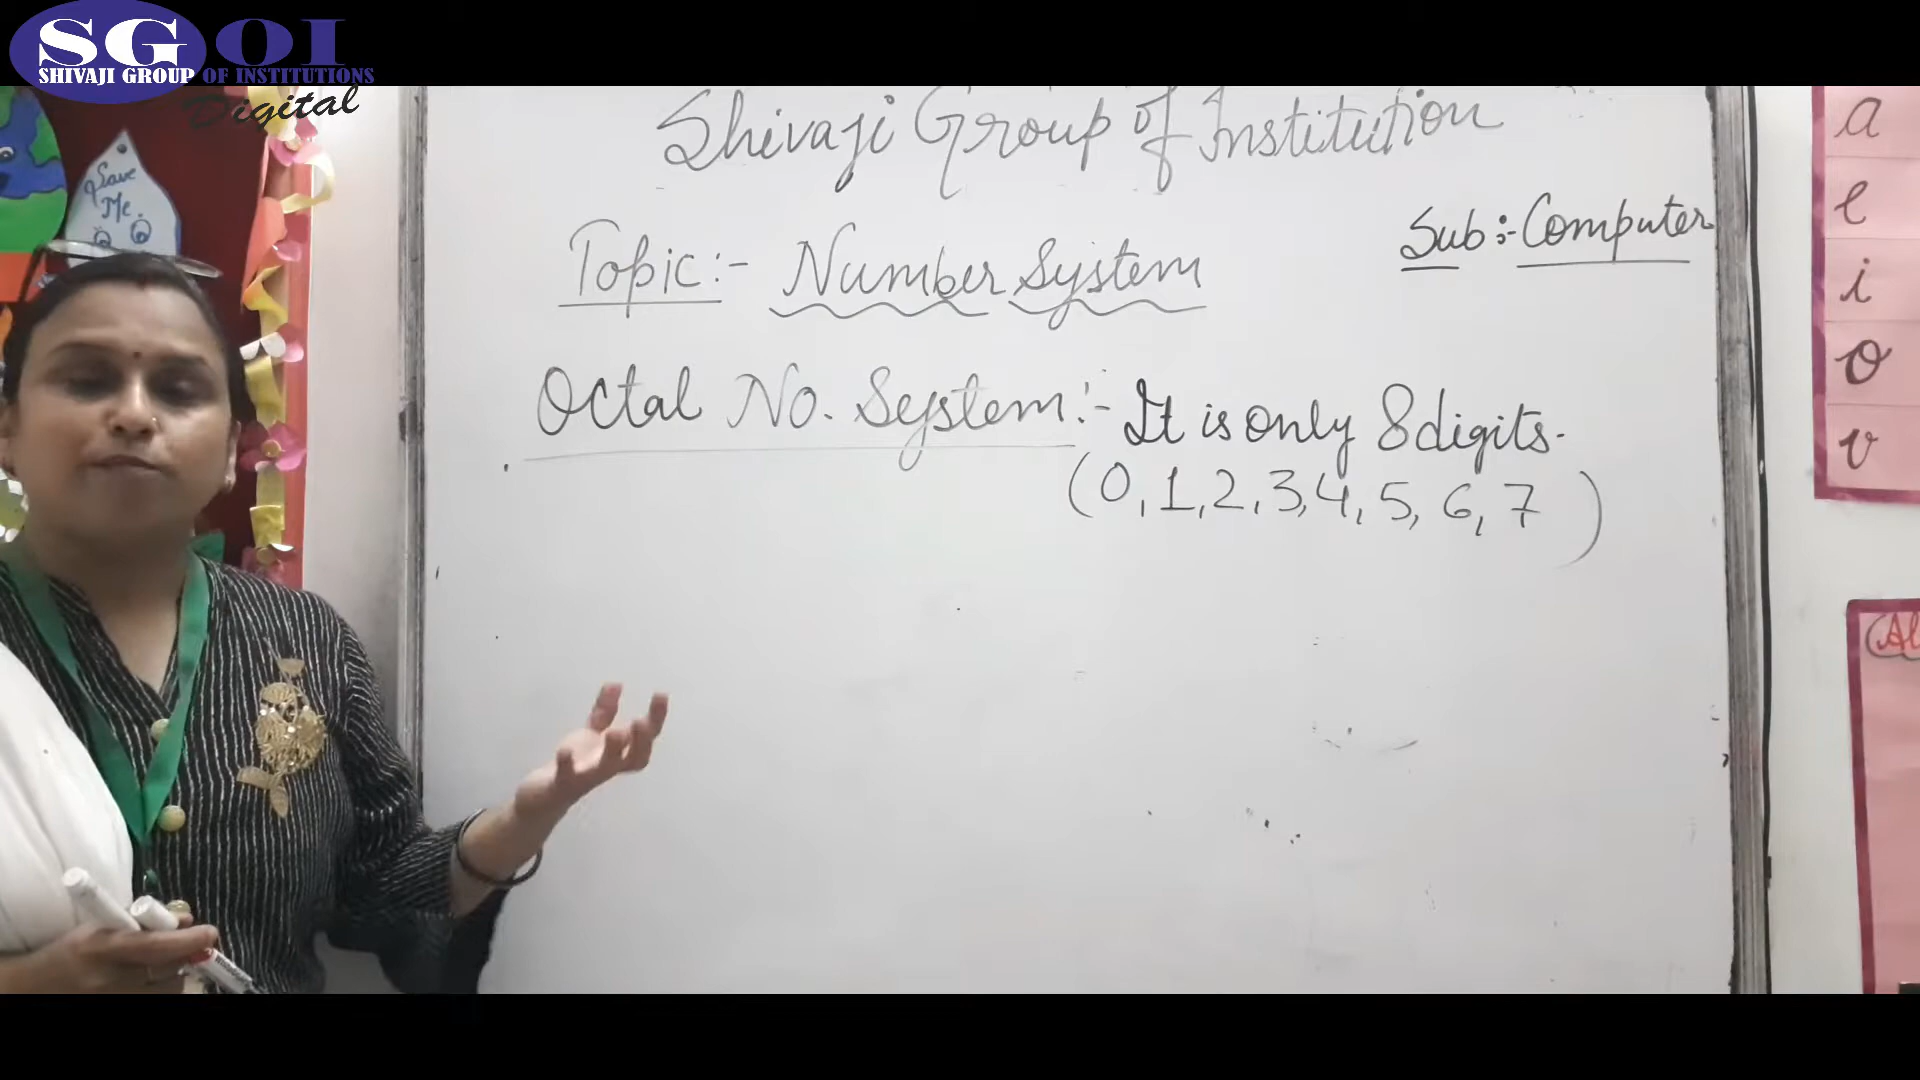 SGOI
SHIVAJI GROUP OF INSTITUTIONS
Digital
Save
Me
Shivaji Group of Institution
Sub:-Computer
Topic:- Number System
Octal No. System:- It is only 8 digits.
(0, 1, 2, 3, 4, 5, 6, 7 )
a
e
i
o
v